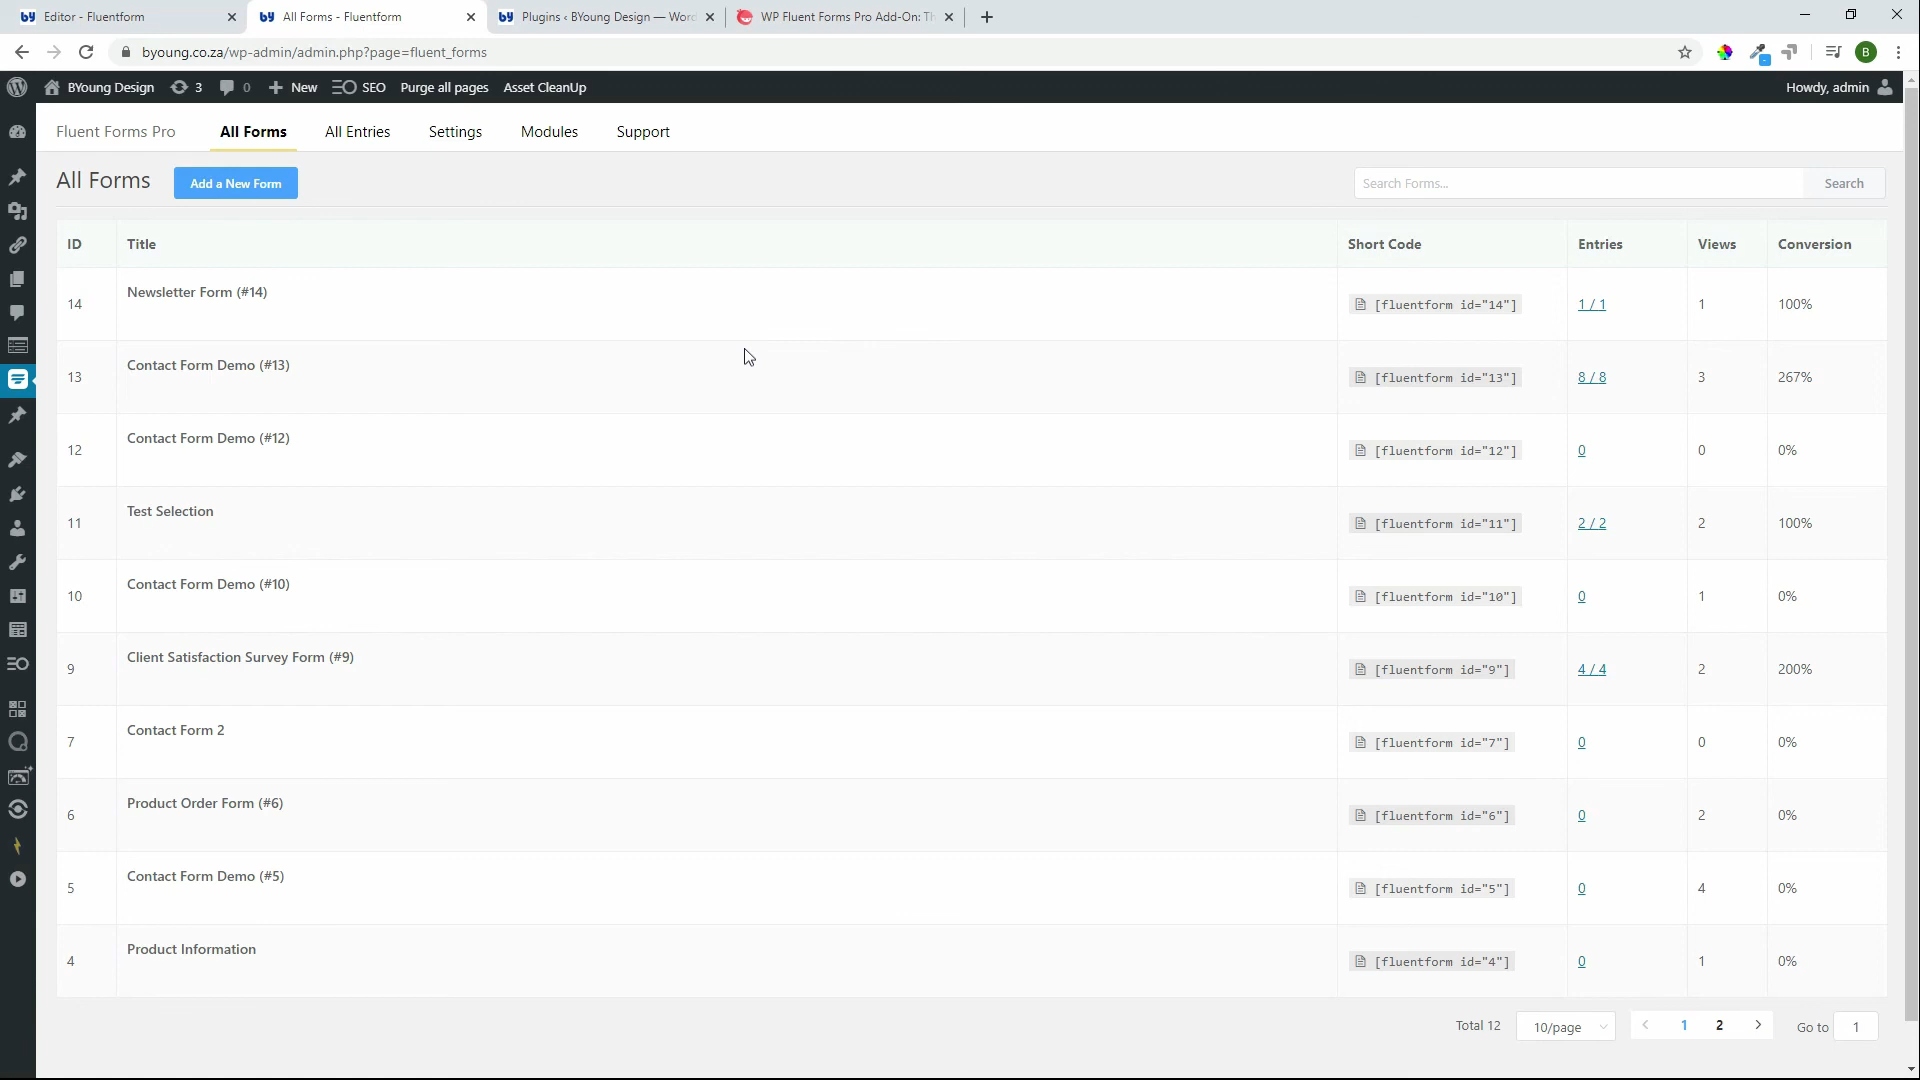 by Editor - Fluentform
by All Forms - Fluentform
by Plugins ‹ BYoung Design — Word
WP Fluent Forms Pro Add-On: Th
byoung.co.za/wp-admin/admin.php?page=fluent_forms
B
BYoung Design 3 0 New SEO Purge all pages Asset CleanUp Howdy, admin
Fluent Forms Pro All Forms All Entries Settings Modules Support
All Forms Add a New Form Search Forms... Search
ID Title Short Code Entries Views Conversion
14 Newsletter Form (#14) [fluentform id="14"] 1 / 1 1 100%
13 Contact Form Demo (#13) [fluentform id="13"] 8 / 8 3 267%
12 Contact Form Demo (#12) [fluentform id="12"] 0 0 0%
11 Test Selection [fluentform id="11"] 2 / 2 2 100%
10 Contact Form Demo (#10) [fluentform id="10"] 0 1 0%
9 Client Satisfaction Survey Form (#9) [fluentform id="9"] 4 / 4 2 200%
7 Contact Form 2 [fluentform id="7"] 0 0 0%
6 Product Order Form (#6) [fluentform id="6"] 0 2 0%
5 Contact Form Demo (#5) [fluentform id="5"] 0 4 0%
4 Product Information [fluentform id="4"] 0 1 0%
Total 12 10/page 1 2 Go to 1